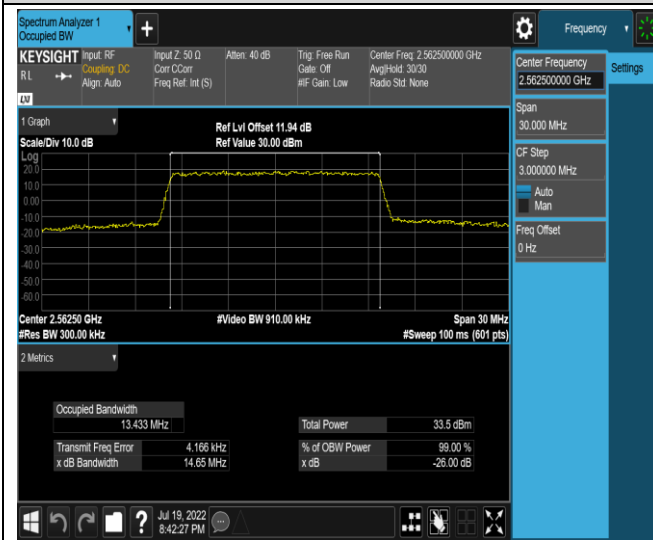 Spectrum Analyzer 1
Occupied BW
+
Frequency
KEYSIGHT
RL
LXI
Input: RF
Coupling: DC
Align: Auto
Input Z: 50 Ω
Corr CCorr
Freq Ref: Int (S)
Atten: 40 dB
Trig: Free Run
Gate: Off
#IF Gain: Low
Center Freq: 2.562500000 GHz
Avg|Hold: 30/30
Radio Std: None
Center Frequency
2.562500000 GHz
Settings
Span
30.000 MHz
CF Step
3.000000 MHz
Auto
Man
Freq Offset
0 Hz
1 Graph
Scale/Div 10.0 dB
Ref Lvl Offset 11.94 dB
Ref Value 30.00 dBm
Log
20.0
10.0
0.00
-10.0
-20.0
-30.0
-40.0
-50.0
-60.0
Center 2.56250 GHz
#Video BW 910.00 kHz
Span 30 MHz
#Res BW 300.00 kHz
#Sweep 100 ms (601 pts)
2 Metrics
Occupied Bandwidth
13.433 MHz
Total Power 33.5 dBm
Transmit Freq Error 4.166 kHz
% of OBW Power 99.00 %
x dB Bandwidth 14.65 MHz
x dB -26.00 dB
?
Jul 19, 2022
8:42:27 PM